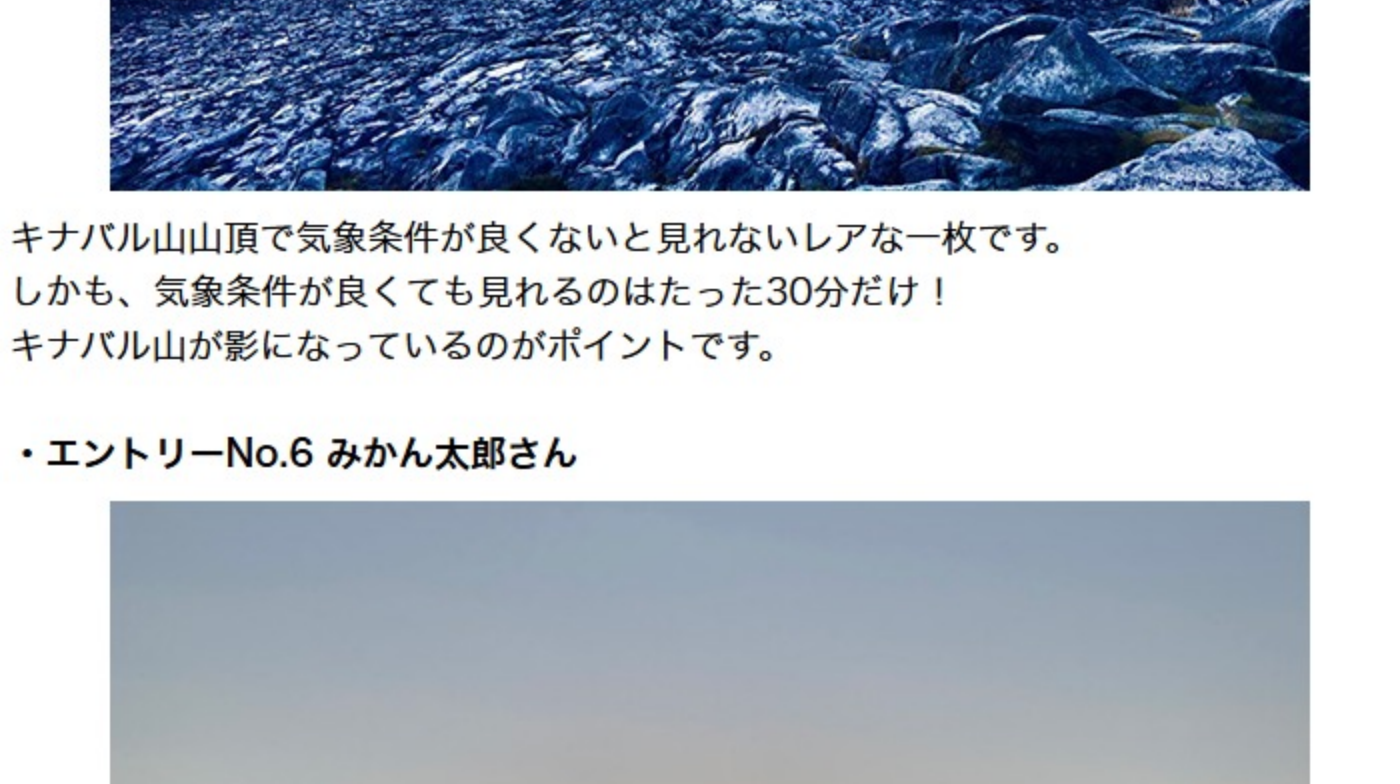 キナバル山山頂で気象条件が良くないと見れないレアな一枚です。
しかも、気象条件が良くても見れるのはたった30分だけ！
キナバル山が影になっているのがポイントです。
・エントリーNo.6 みかん太郎さん